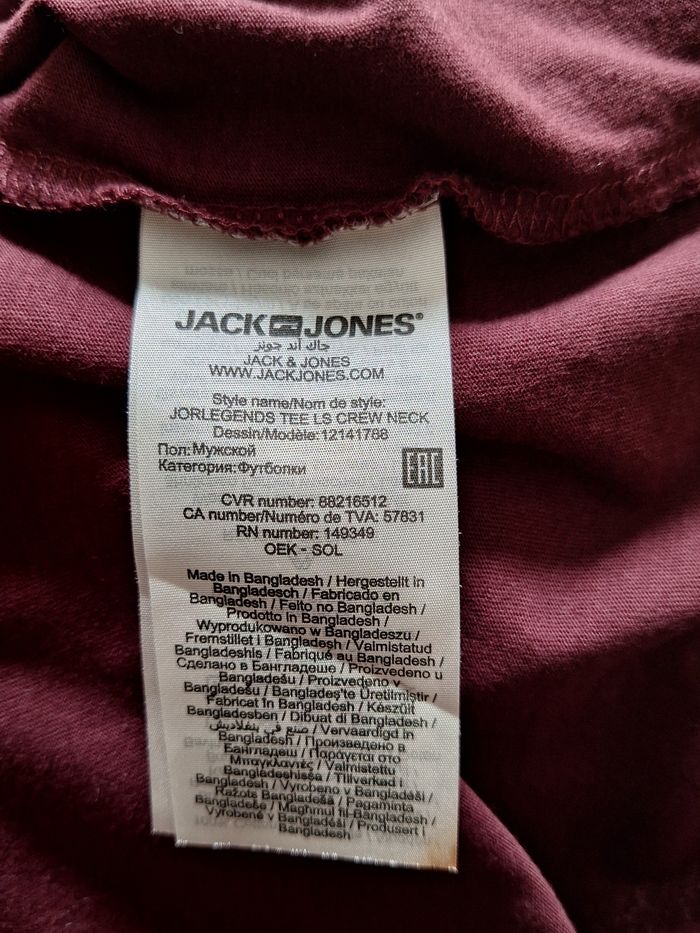 JACK JONES®
جاك أند جونز
JACK & JONES
WWW.JACKJONES.COM
Style name/Nom de style:
JORLEGENDS TEE LS CREW NECK
Dessin/Modèle: 12141788
Пол: Мужской
Категория: Футболки
EAC
CVR number: 88216512
CA number/Numéro de TVA: 57831
RN number: 149349
OEK - SOL
Made in Bangladesh / Hergestellt in
Bangladesch / Fabricado en
Bangladesh / Feito no Bangladesh /
Prodotto in Bangladesh /
Wyprodukowano w Bangladeszu /
Fremstillet i Bangladesh / Valmistatud
Bangladeshis / Fabriqué au Bangladesh /
Сделано в Бангладеше / Proizvedeno u
Bangladešu / Proizvedeno v
Bangladešu / Bangladeş'te Üretilmiştir /
Fabricat în Bangladesh / Készült
Bangladesben / Dibuat di Bangladesh /
صنع في بنغلاديش / Vervaardigd in
Bangladesh / Произведено в
Бангладеш / Παράγεται στο
Μπαγκλαντές / Valmistettu
Bangladeshissa / Tillverkad i
Bangladesh / Vyrobeno v Bangladéši /
Ražots Bangladešā / Pagaminta
Bangladeše / Magħmul fil-Bangladesh /
Vyrobené v Bangladéši / Produsert i
Bangladesh